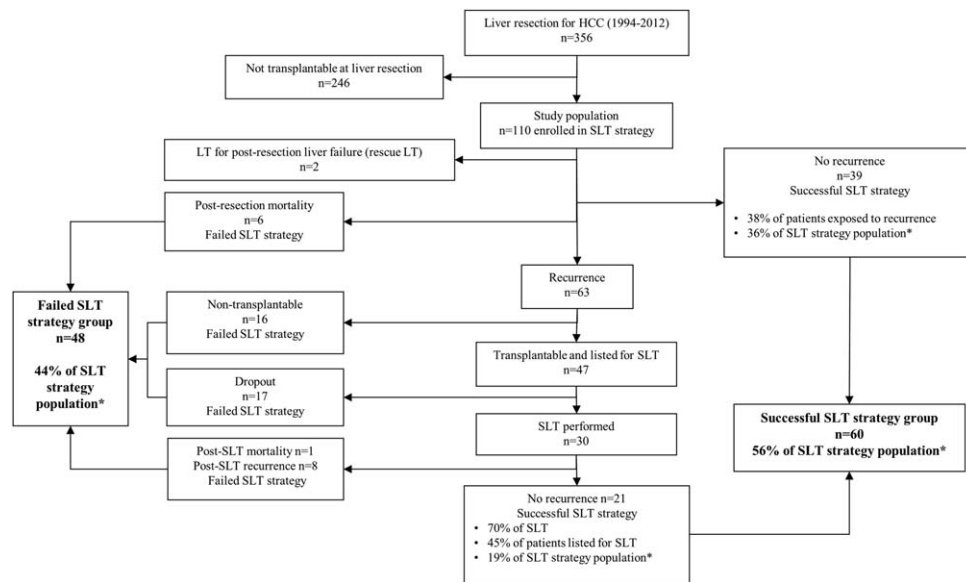 Liver resection for HCC (1994-2012)
n=356
Not transplantable at liver resection
n=246
Study population
n=110 enrolled in SLT strategy
LT for post-resection liver failure (rescue LT)
n=2
No recurrence
n=39
Successful SLT strategy
• 38% of patients exposed to recurrence
• 36% of SLT strategy population*
Post-resection mortality
n=6
Failed SLT strategy
Recurrence
n=63
Failed SLT
strategy group
n=48
44% of SLT
strategy
population*
Non-transplantable
n=16
Failed SLT strategy
Transplantable and listed for SLT
n=47
Dropout
n=17
Failed SLT strategy
SLT performed
n=30
Successful SLT strategy group
n=60
56% of SLT strategy population*
Post-SLT mortality n=1
Post-SLT recurrence n=8
Failed SLT strategy
No recurrence n=21
Successful SLT strategy
• 70% of SLT
• 45% of patients listed for SLT
• 19% of SLT strategy population*